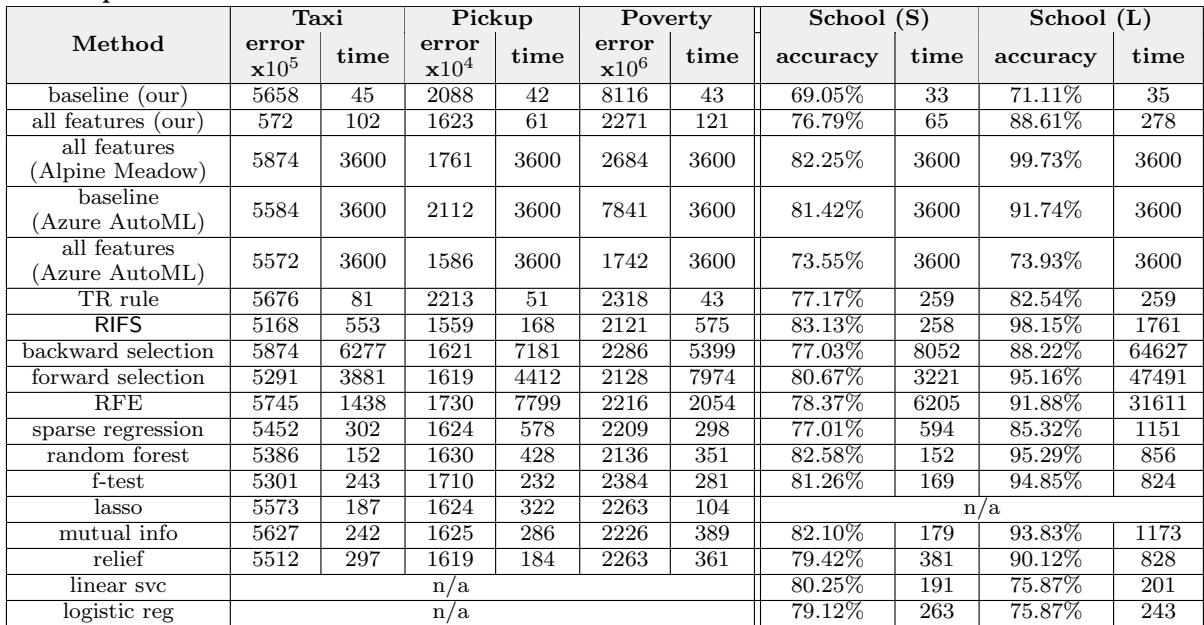 Method Taxi Pickup Poverty School (S) School (L)
error x10^5 time error x10^4 time error x10^6 time accuracy time accuracy time
baseline (our) 5658 45 2088 42 8116 43 69.05% 33 71.11% 35
all features (our) 572 102 1623 61 2271 121 76.79% 65 88.61% 278
all features (Alpine Meadow) 5874 3600 1761 3600 2684 3600 82.25% 3600 99.73% 3600
baseline (Azure AutoML) 5584 3600 2112 3600 7841 3600 81.42% 3600 91.74% 3600
all features (Azure AutoML) 5572 3600 1586 3600 1742 3600 73.55% 3600 73.93% 3600
TR rule 5676 81 2213 51 2318 43 77.17% 259 82.54% 259
RIFS 5168 553 1559 168 2121 575 83.13% 258 98.15% 1761
backward selection 5874 6277 1621 7181 2286 5399 77.03% 8052 88.22% 64627
forward selection 5291 3881 1619 4412 2128 7974 80.67% 3221 95.16% 47491
RFE 5745 1438 1730 7799 2216 2054 78.37% 6205 91.88% 31611
sparse regression 5452 302 1624 578 2209 298 77.01% 594 85.32% 1151
random forest 5386 152 1630 428 2136 351 82.58% 152 95.29% 856
f-test 5301 243 1710 232 2384 281 81.26% 169 94.85% 824
lasso 5573 187 1624 322 2263 104 n/a
mutual info 5627 242 1625 286 2226 389 82.10% 179 93.83% 1173
relief 5512 297 1619 184 2263 361 79.42% 381 90.12% 828
linear svc n/a 80.25% 191 75.87% 201
logistic reg n/a 79.12% 263 75.87% 243